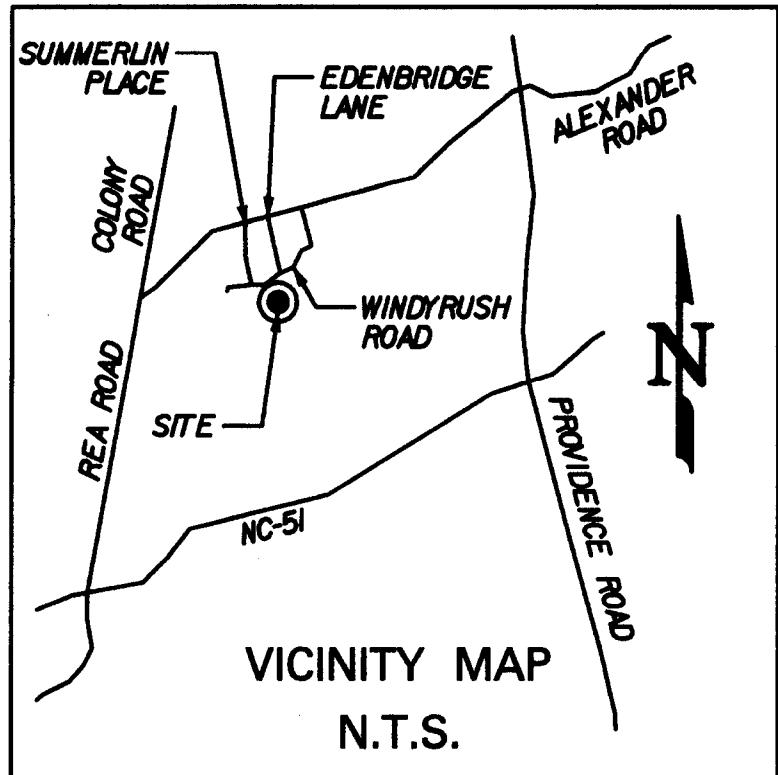 SUMMERLIN
PLACE
EDENBRIDGE
LANE
ALEXANDER
ROAD
COLONY
ROAD
WINDYRUSH
ROAD
N
REA ROAD
SITE
PROVIDENCE ROAD
NC-51
VICINITY MAP
N.T.S.